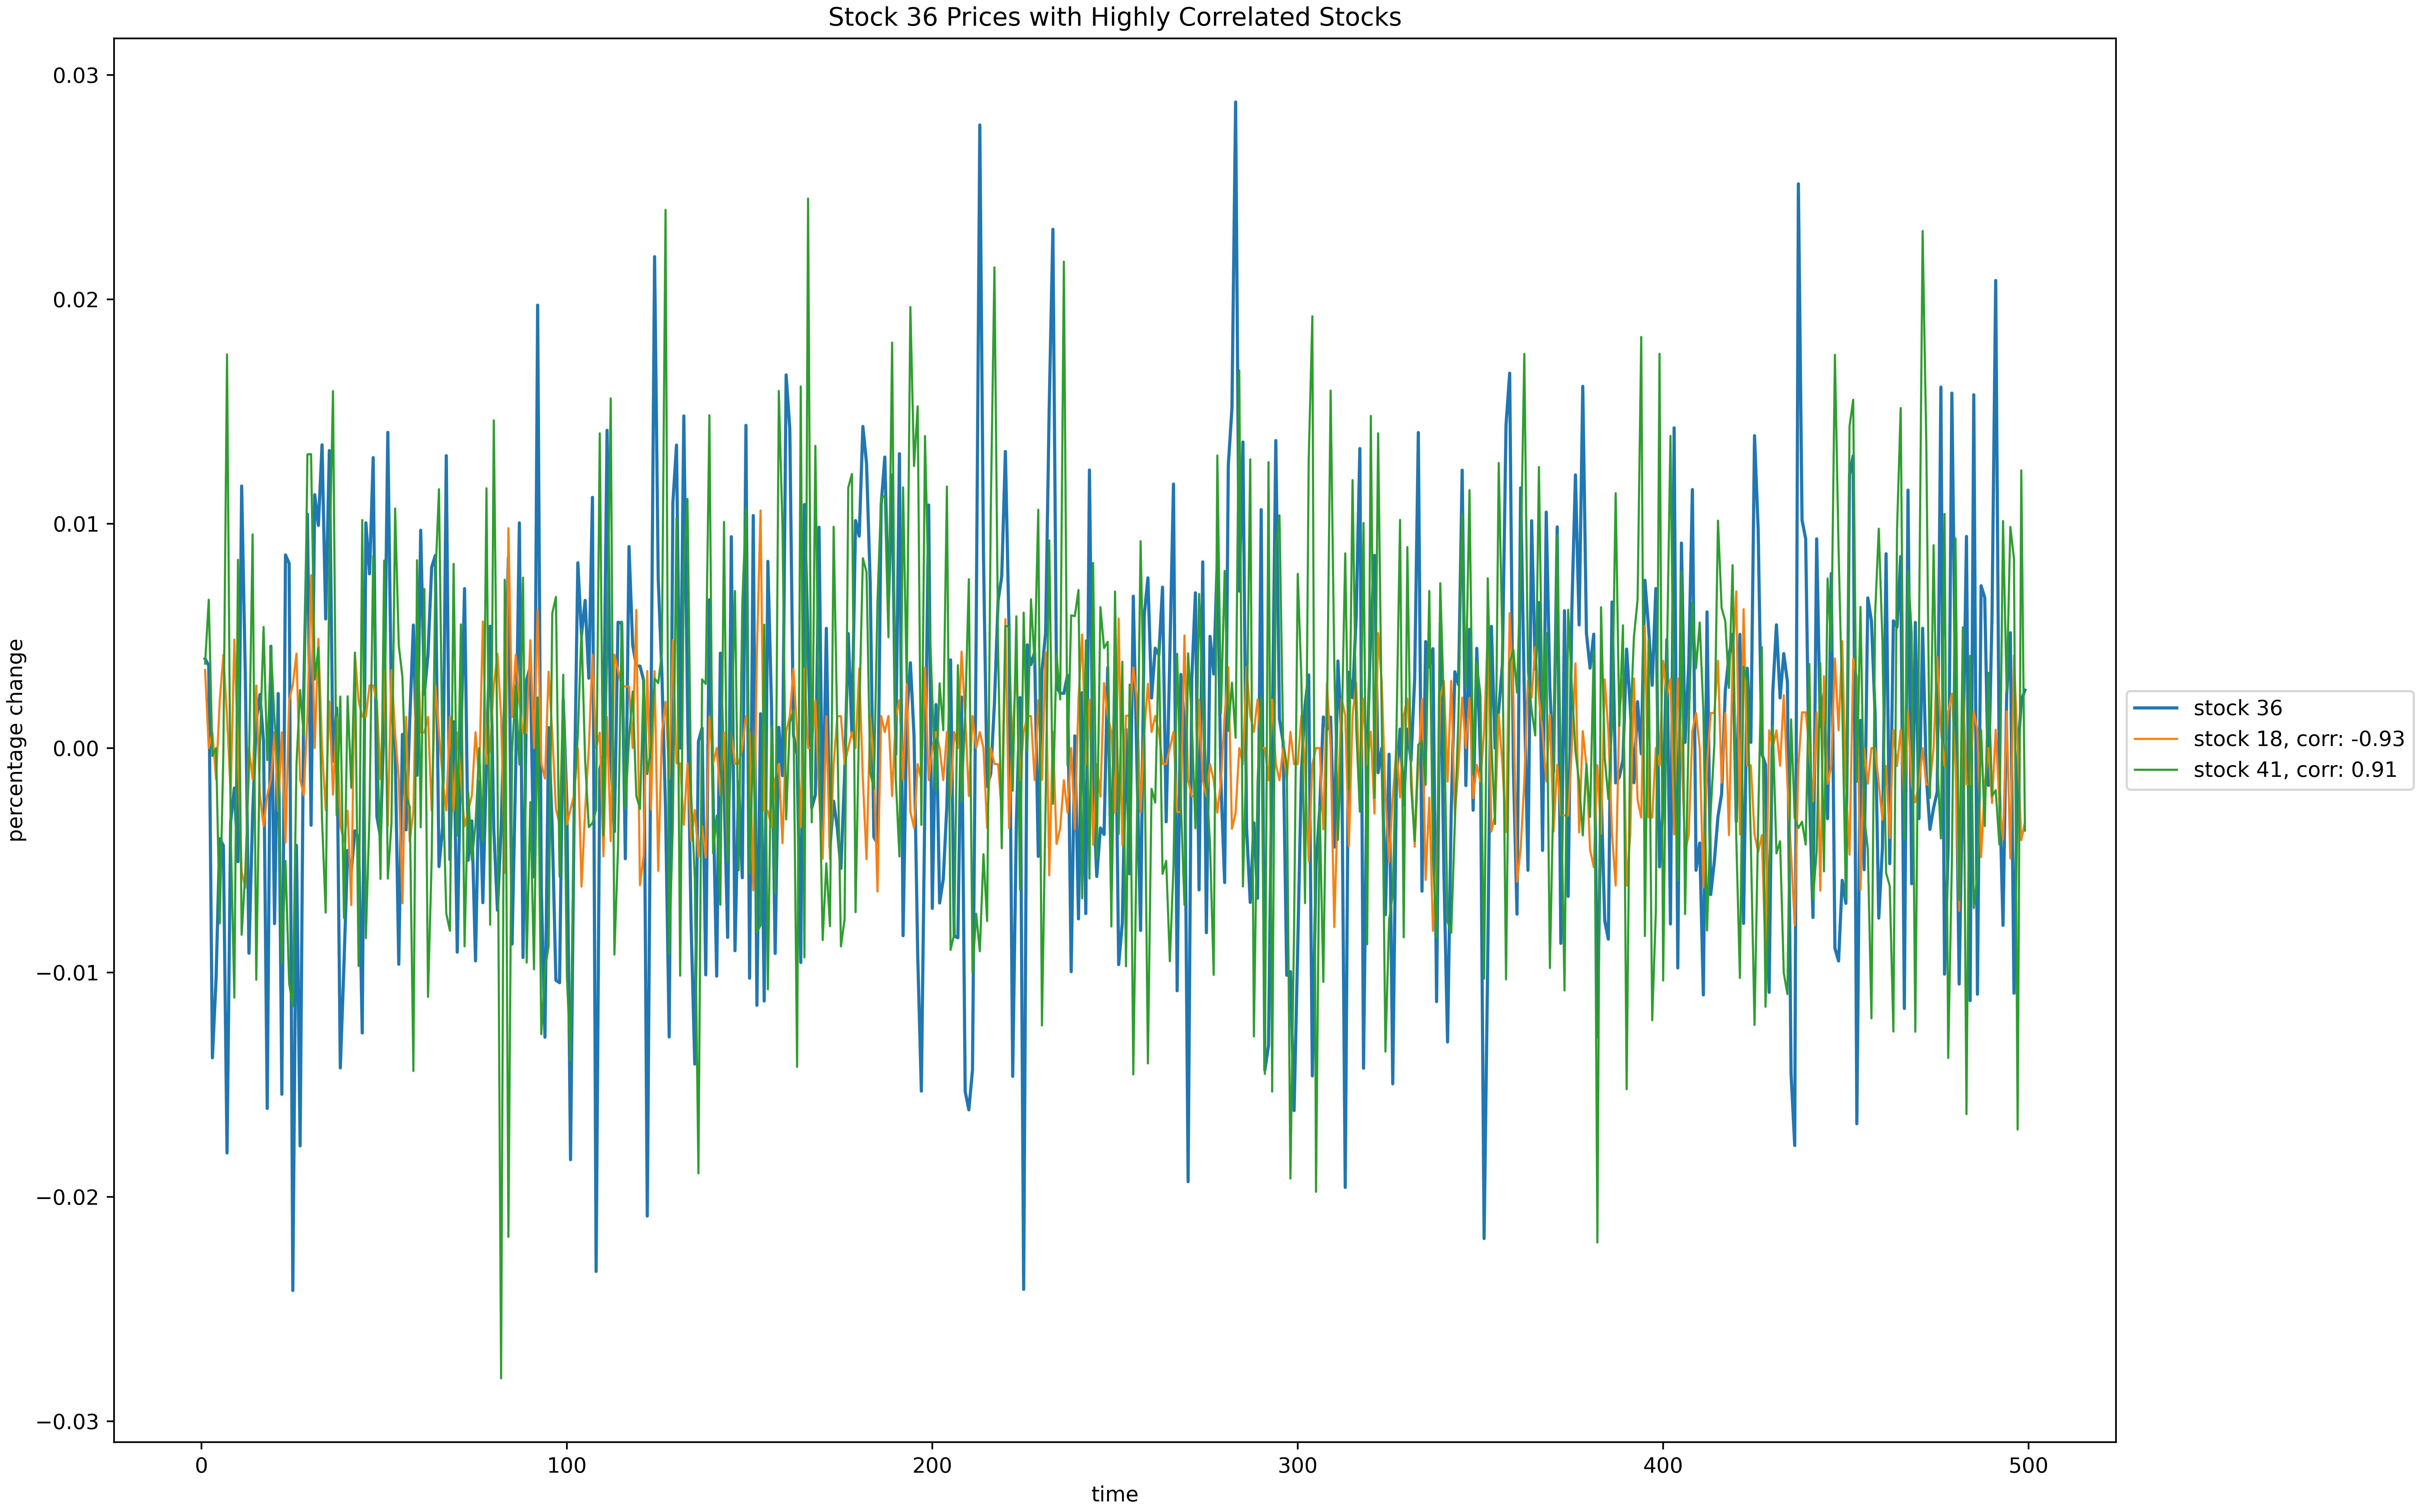 Stock 36 Prices with Highly Correlated Stocks
percentage change
0.03
0.02
0.01
0.00
−0.01
−0.02
−0.03
0 100 200 300 400 500
time
stock 36
stock 18, corr: -0.93
stock 41, corr: 0.91